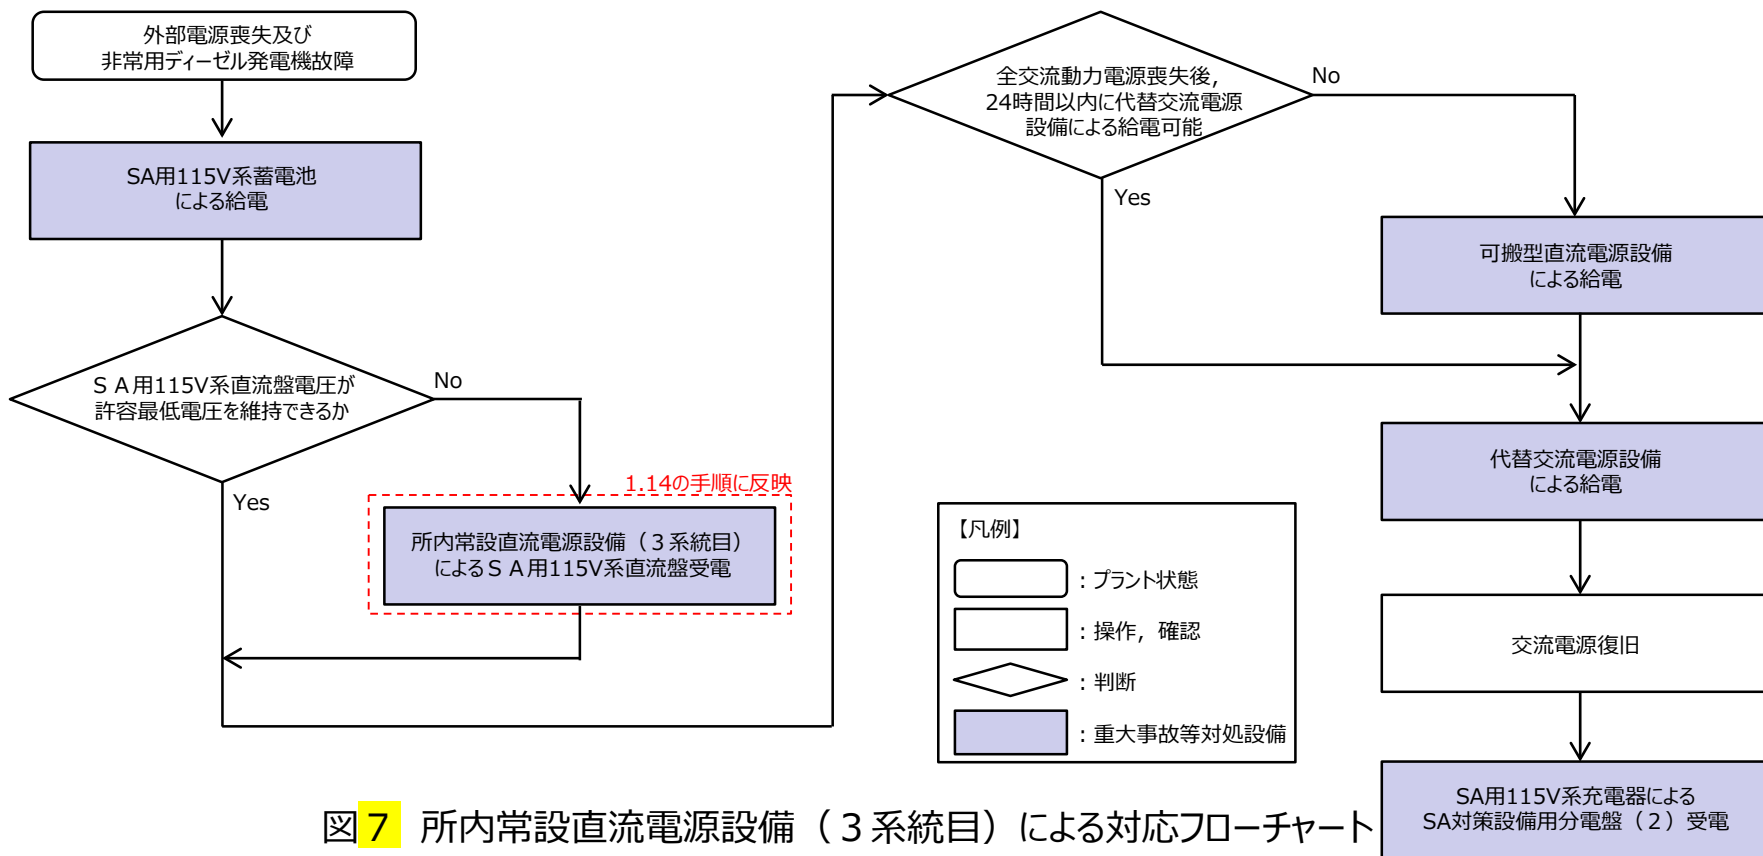 外部電源喪失及び
非常用ディーゼル発電機故障
SA用115V系蓄電池
による給電
ＳＡ用115V系直流盤電圧が
許容最低電圧を維持できるか
No
Yes
1.14の手順に反映
所内常設直流電源設備（３系統目）
によるＳＡ用115V系直流盤受電
全交流動力電源喪失後，
24時間以内に代替交流電源
設備による給電可能
No
Yes
可搬型直流電源設備
による給電
代替交流電源設備
による給電
交流電源復旧
SA用115V系充電器による
SA対策設備用分電盤（２）受電
【凡例】
：プラント状態
：操作，確認
：判断
：重大事故等対処設備
図７ 所内常設直流電源設備（３系統目）による対応フローチャート